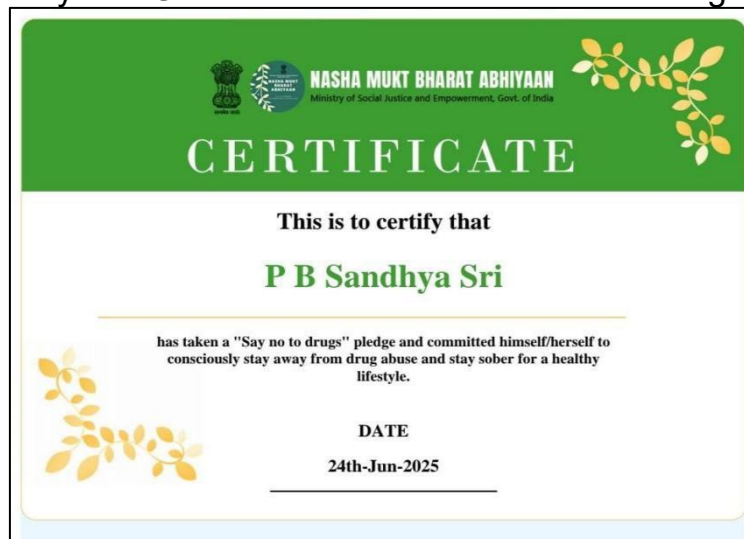 NASHA MUKT BHARAT ABHIYAAN
Ministry of Social Justice and Empowerment, Govt. of India
CERTIFICATE
This is to certify that
P B Sandhya Sri
has taken a "Say no to drugs" pledge and committed himself/herself to
consciously stay away from drug abuse and stay sober for a healthy
lifestyle.
DATE
24th-Jun-2025